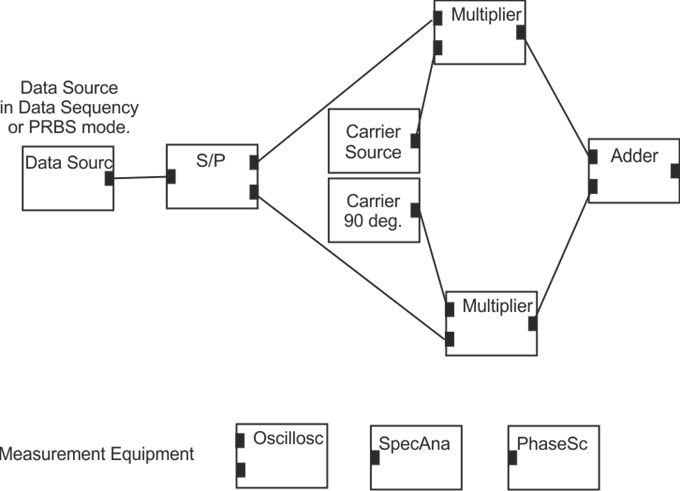 Multiplier
Data Source
in Data Sequency
or PRBS mode.
Carrier
Source
Data Sourc
S/P
Adder
Carrier
90 deg.
Multiplier
Measurement Equipment
Oscillosc
SpecAna
PhaseSc